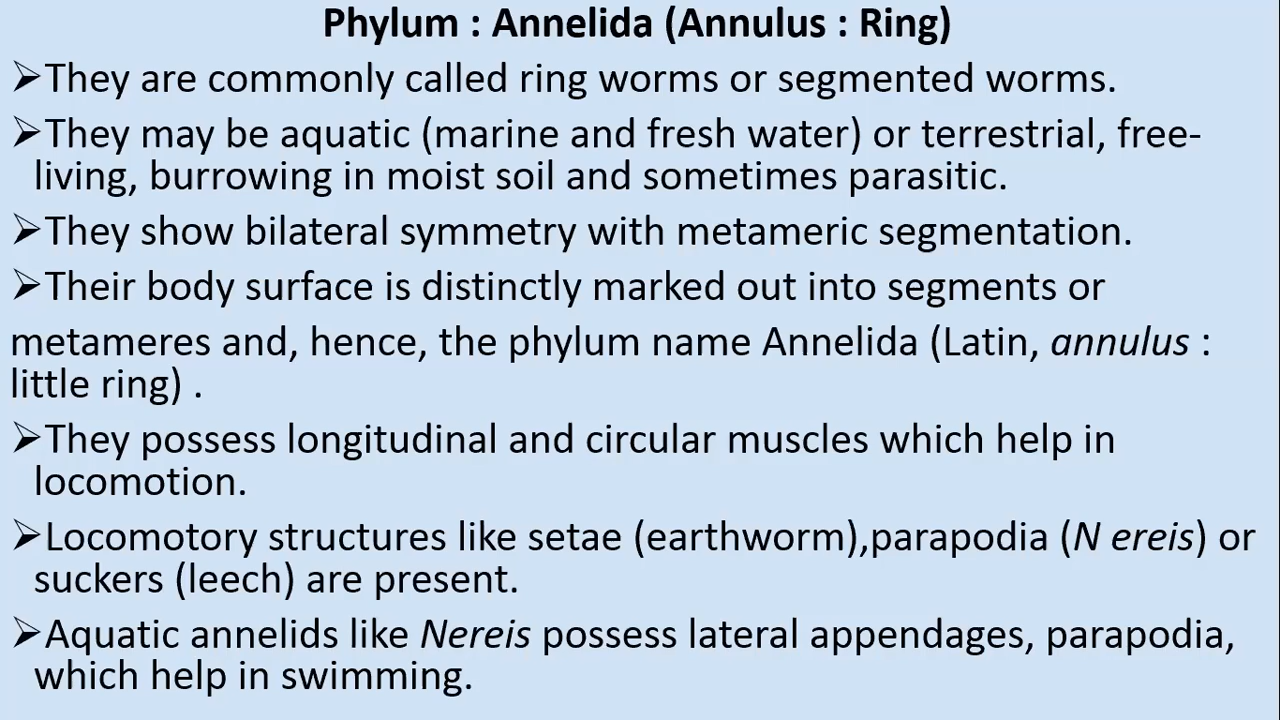 Phylum : Annelida (Annulus : Ring)
➢They are commonly called ring worms or segmented worms.
➢They may be aquatic (marine and fresh water) or terrestrial, free-
living, burrowing in moist soil and sometimes parasitic.
➢They show bilateral symmetry with metameric segmentation.
➢Their body surface is distinctly marked out into segments or
metameres and, hence, the phylum name Annelida (Latin, annulus :
little ring) .
➢They possess longitudinal and circular muscles which help in
locomotion.
➢Locomotory structures like setae (earthworm),parapodia (N ereis) or
suckers (leech) are present.
➢Aquatic annelids like Nereis possess lateral appendages, parapodia,
which help in swimming.